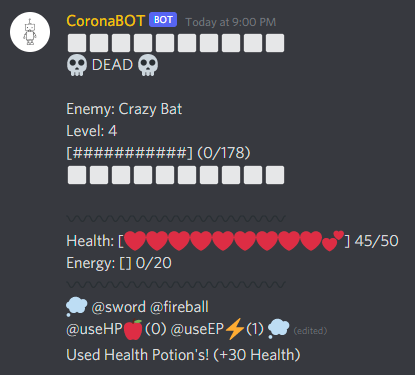 CoronaBOT BOT Today at 9:00 PM
⬜⬜⬜⬜⬜⬜⬜⬜⬜⬜
💀 DEAD 💀
Enemy: Crazy Bat
Level: 4
[###########] (0/178)
⬜⬜⬜⬜⬜⬜⬜⬜⬜⬜
Health: [❤️❤️❤️❤️❤️❤️❤️❤️❤️💕] 45/50
Energy: [] 0/20
💭 @sword @fireball
@useHP🍎(0) @useEP⚡(1) 💭 (edited)
Used Health Potion's! (+30 Health)